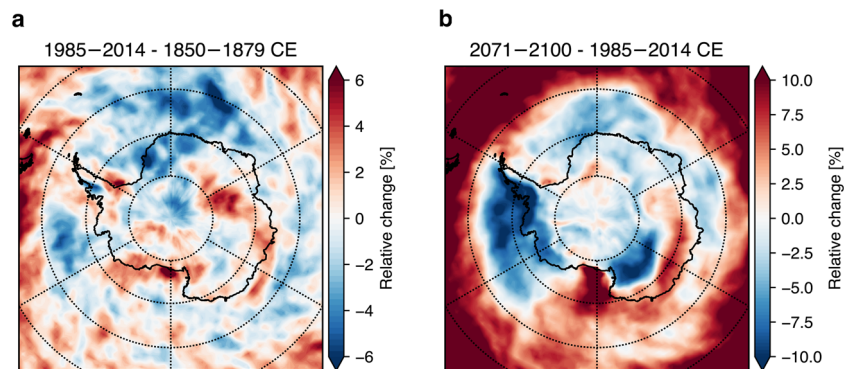 a
1985−2014 - 1850−1879 CE
6
4
2
0
−2
−4
−6
Relative change [%]
b
2071−2100 - 1985−2014 CE
10.0
7.5
5.0
2.5
0.0
−2.5
−5.0
−7.5
−10.0
Relative change [%]